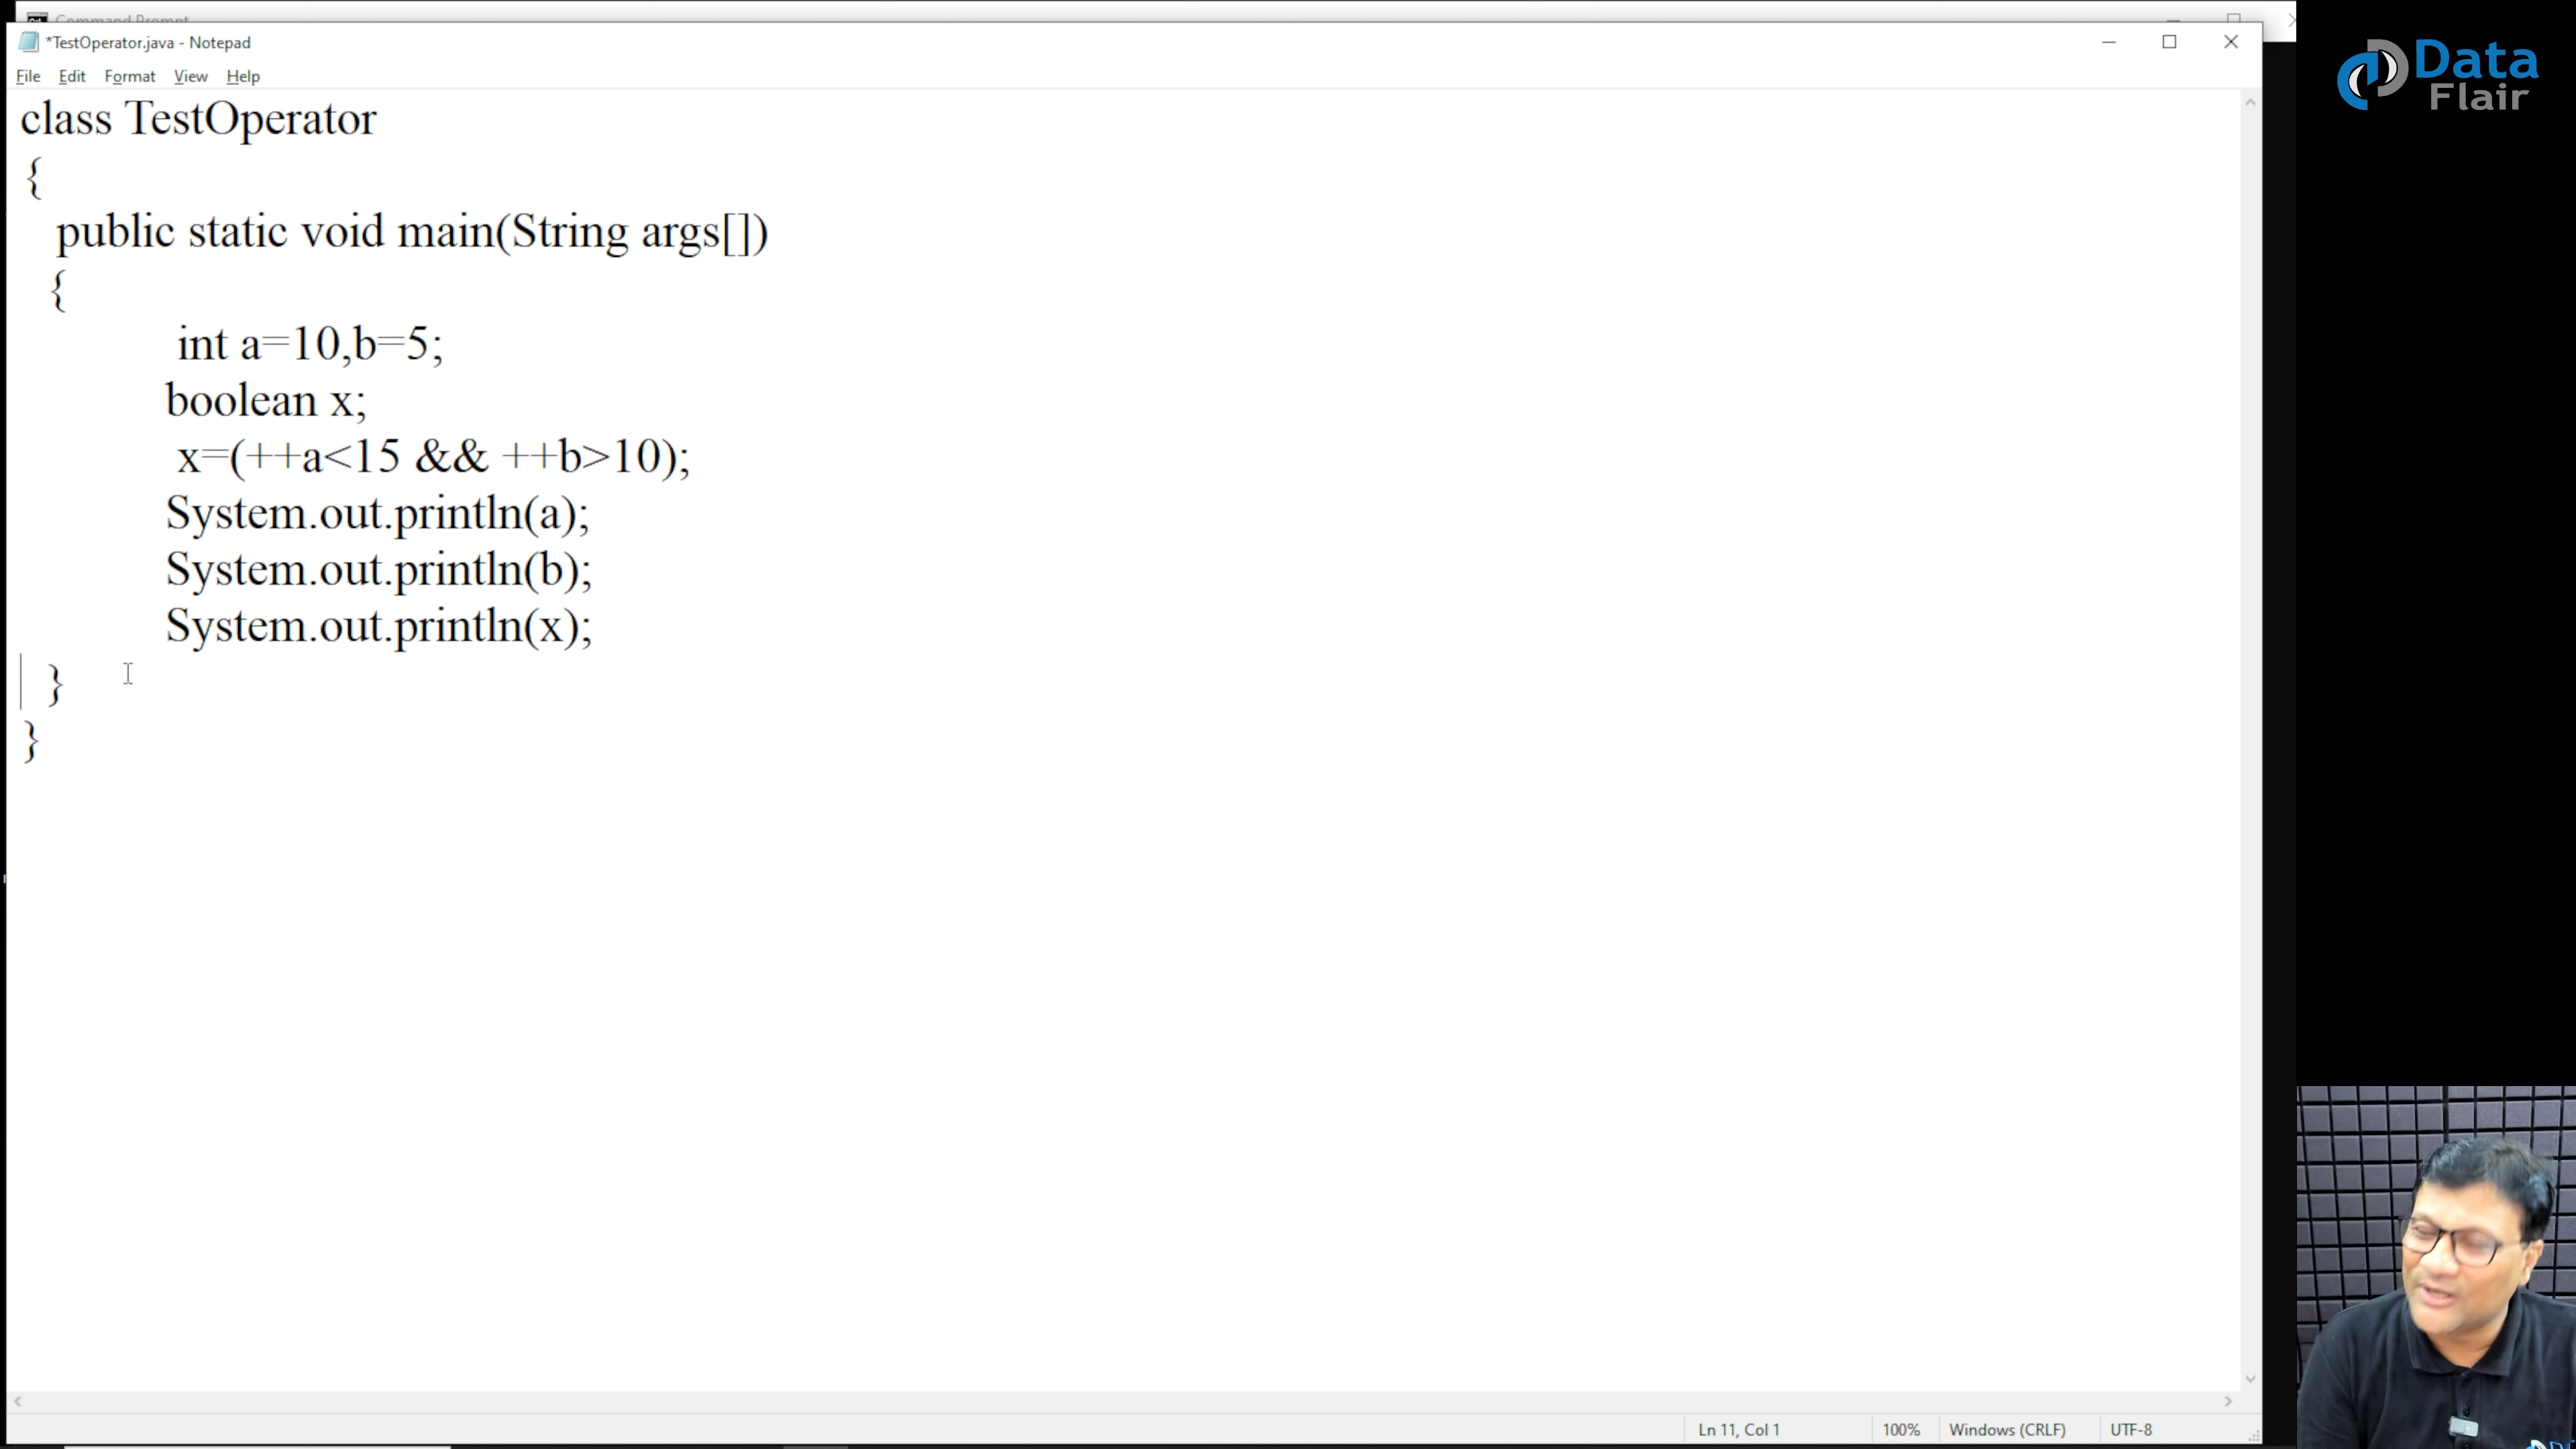 Command Prompt
*TestOperator.java - Notepad
File Edit Format View Help
class TestOperator
{
public static void main(String args[])
{
int a=10,b=5;
boolean x;
x=(++a<15 && ++b>10);
System.out.println(a);
System.out.println(b);
System.out.println(x);
}
}
Ln 11, Col 1 100% Windows (CRLF) UTF-8
Data
Flair